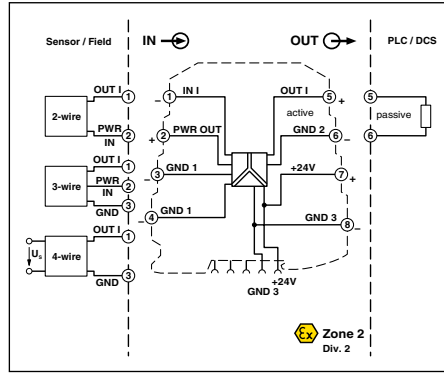 Sensor / Field
IN
OUT
PLC / DCS
OUT I 1
2-wire
PWR IN 2
OUT I 1
3-wire
PWR IN 2
GND 3
OUT I 1
Us
4-wire
GND 3
– 1 IN I
+ 2 PWR OUT
– 3 GND 1
– 4 GND 1
OUT I 5 +
active
GND 2 6 –
+24V 7 +
GND 3 8 –
+24V
GND 3
5
passive
6
Ex Zone 2
Div. 2